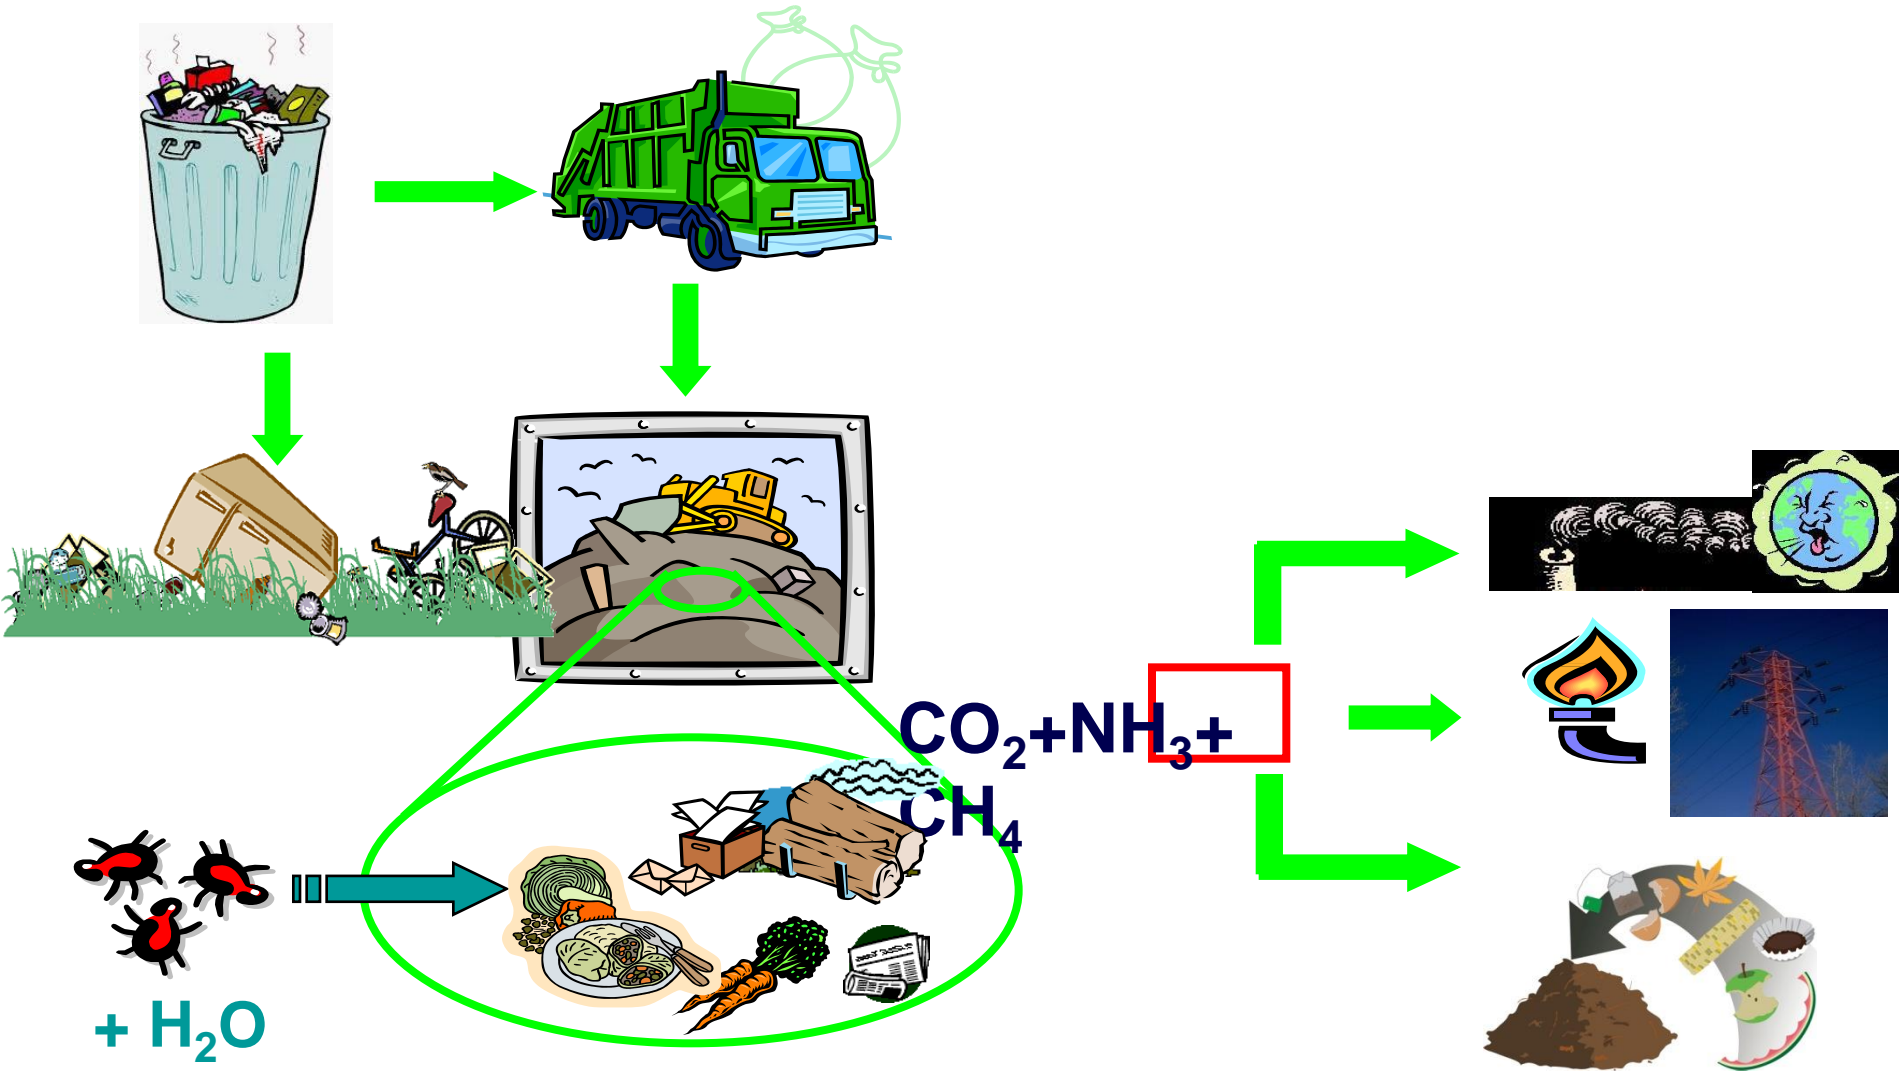 CO₂+NH₃+
CH₄
+ H₂O